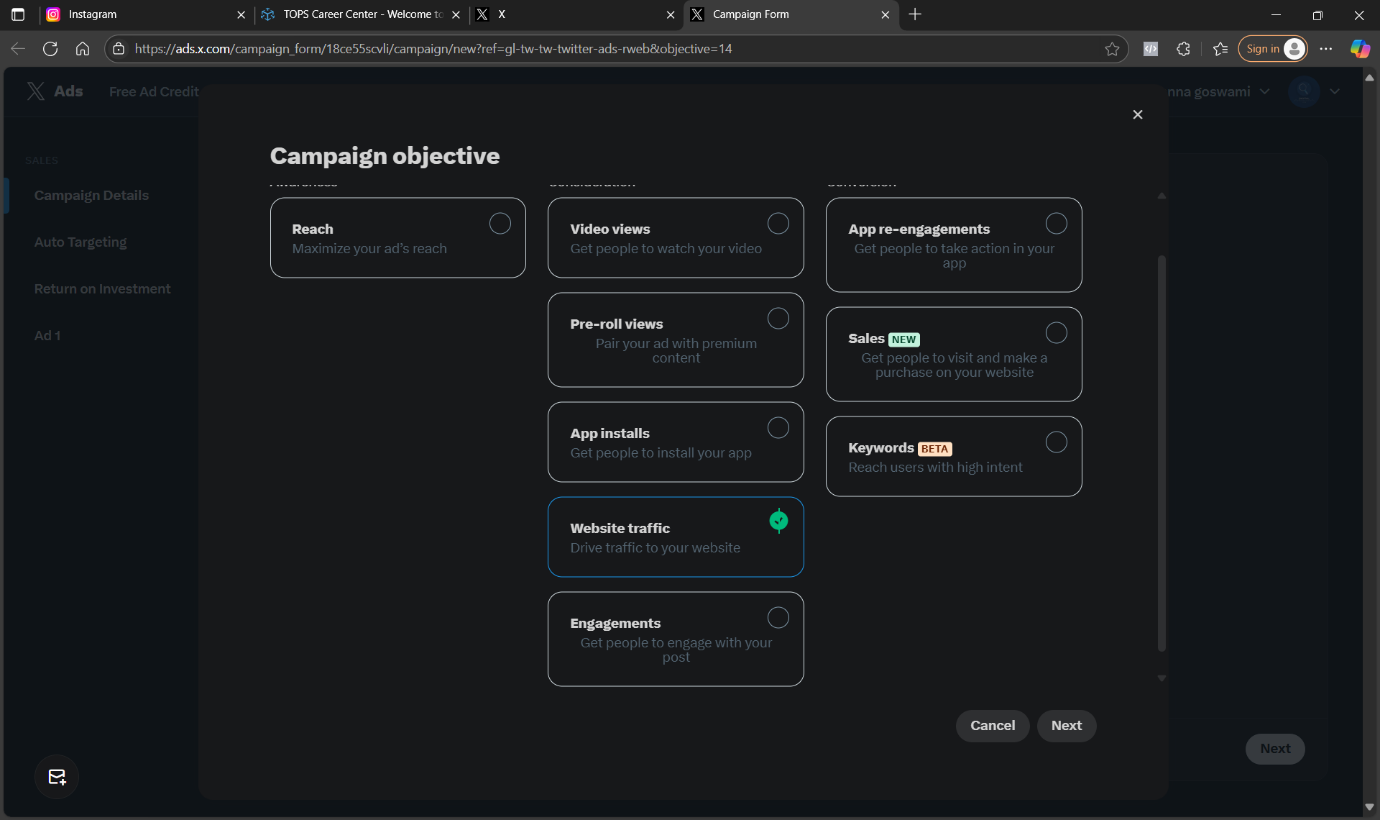 Instagram
TOPS Career Center - Welcome to
X
Campaign Form
https://ads.x.com/campaign_form/18ce55scvli/campaign/new?ref=gl-tw-tw-twitter-ads-rweb&objective=14
Sign in
Ads
Free Ad Credit
nna goswami
SALES
Campaign Details
Auto Targeting
Return on Investment
Ad 1
Campaign objective
Awareness
Consideration
Conversion
Reach
Maximize your ad's reach
Video views
Get people to watch your video
Pre-roll views
Pair your ad with premium
content
App installs
Get people to install your app
Website traffic
Drive traffic to your website
Engagements
Get people to engage with your
post
App re-engagements
Get people to take action in your
app
Sales NEW
Get people to visit and make a
purchase on your website
Keywords BETA
Reach users with high intent
Cancel
Next
Next